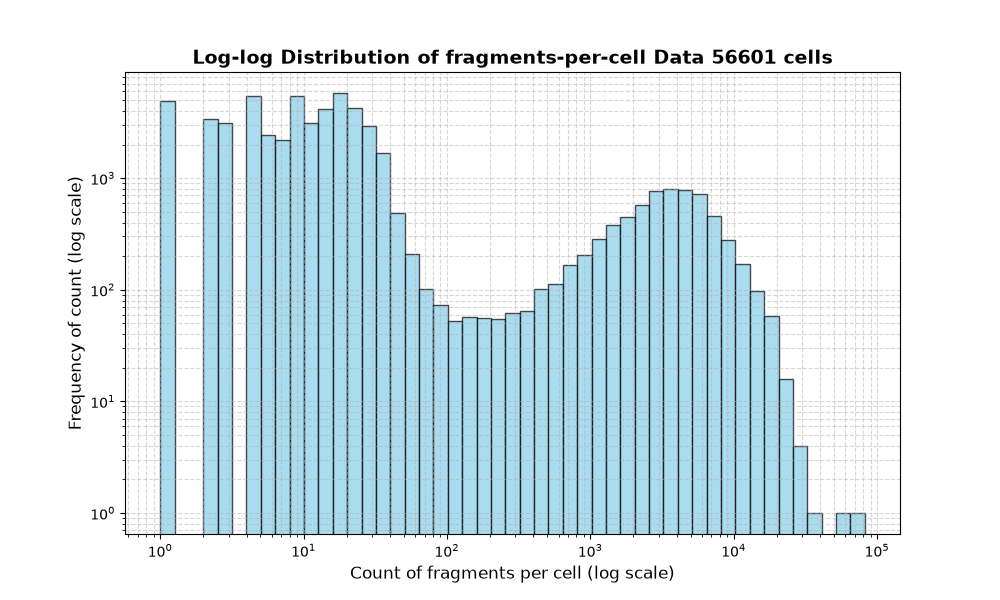 Log-log Distribution of fragments-per-cell Data 56601 cells
Frequency of count (log scale)
10³
10²
10¹
10⁰
10⁰ 10¹ 10² 10³ 10⁴ 10⁵
Count of fragments per cell (log scale)